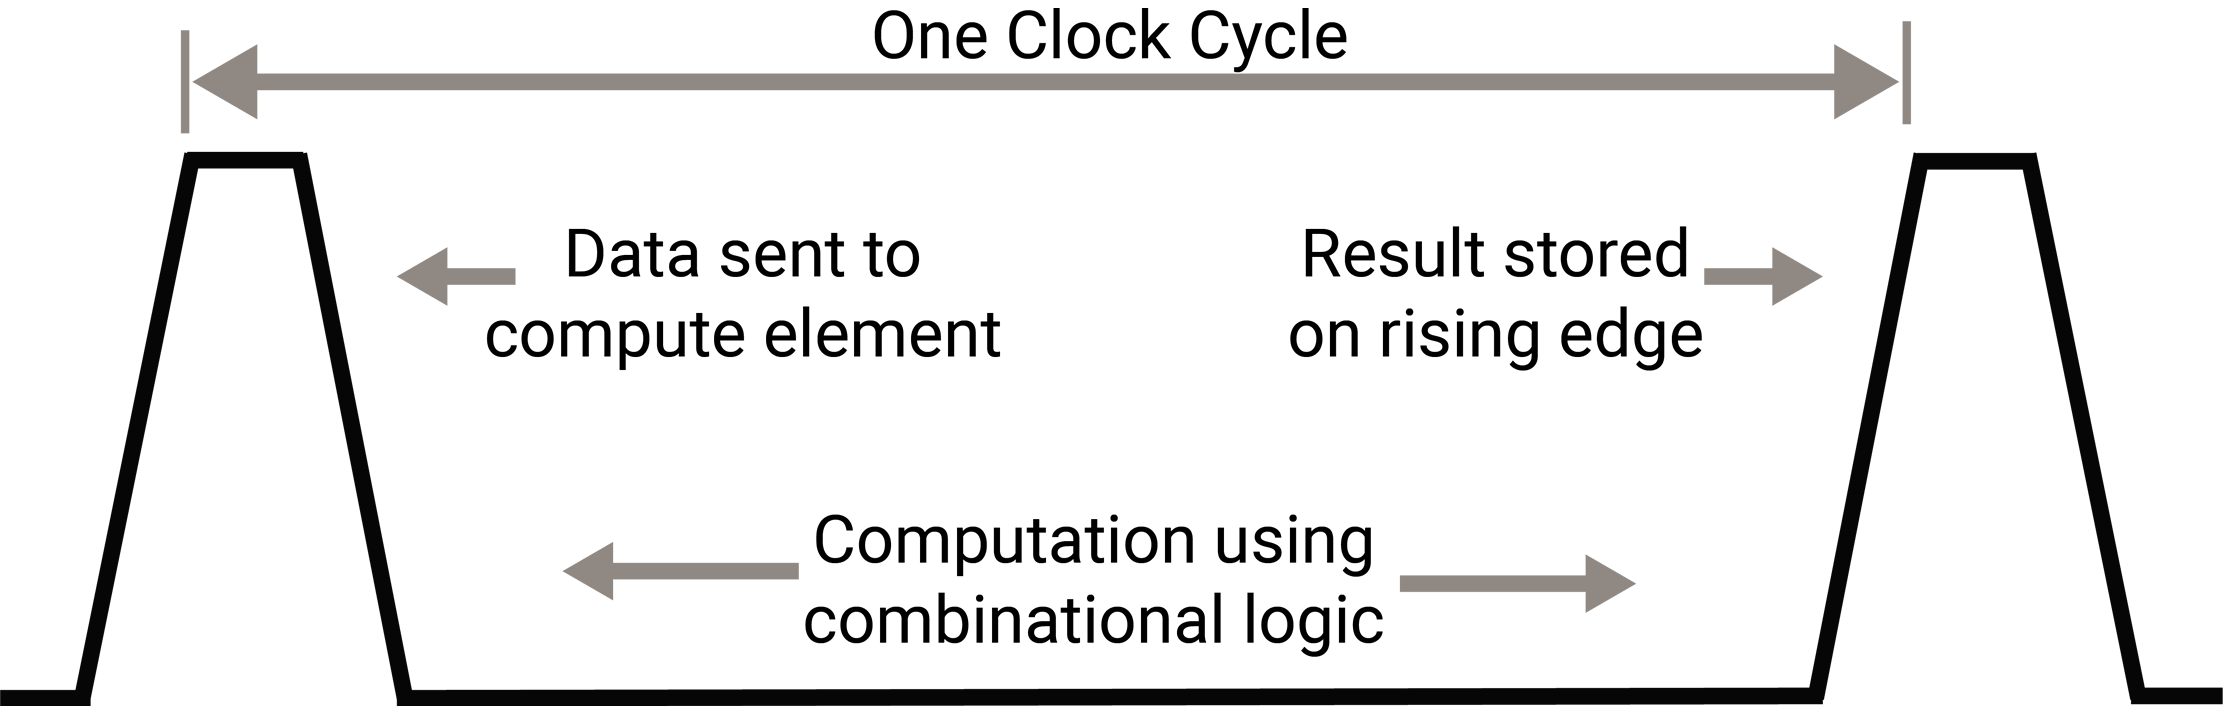 One Clock Cycle
Data sent to
compute element
Result stored
on rising edge
Computation using
combinational logic